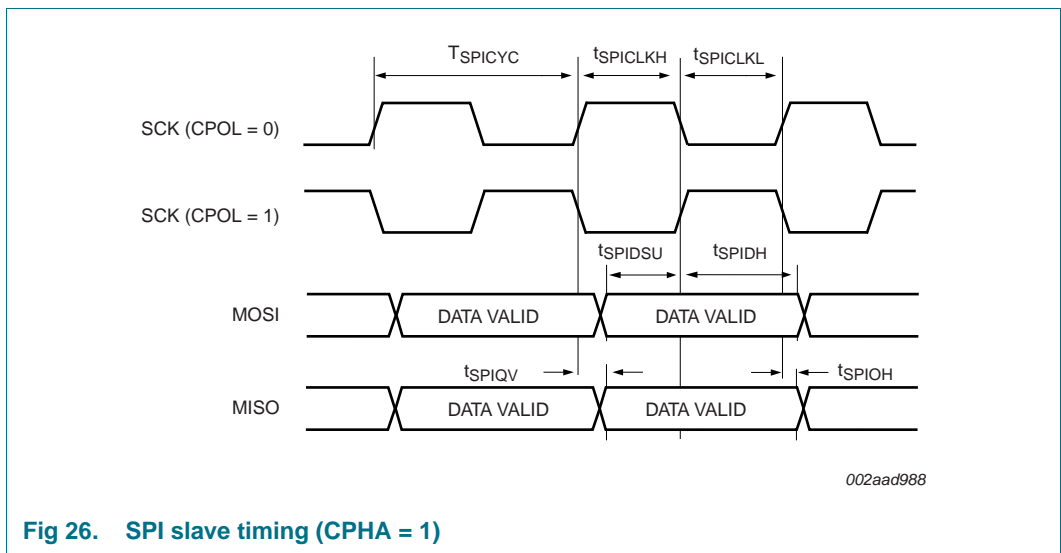 TSPICYC tSPICLKH tSPICLKL
SCK (CPOL = 0)
SCK (CPOL = 1)
tSPIDSU tSPIDH
MOSI DATA VALID DATA VALID
tSPIQV tSPIOH
MISO DATA VALID DATA VALID
002aad988
Fig 26. SPI slave timing (CPHA = 1)